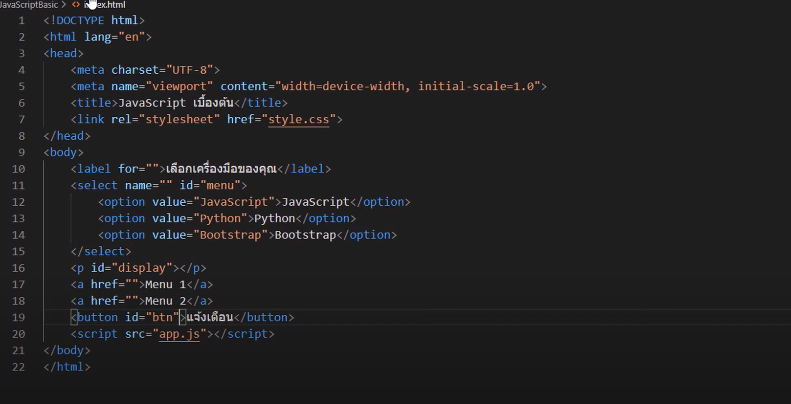 JavaScriptBasic > <> index.html
1 <!DOCTYPE html>
2 <html lang="en">
3 <head>
4 <meta charset="UTF-8">
5 <meta name="viewport" content="width=device-width, initial-scale=1.0">
6 <title>JavaScript เบื้องต้น</title>
7 <link rel="stylesheet" href="style.css">
8 </head>
9 <body>
10 <label for="">เลือกเครื่องมือของคุณ</label>
11 <select name="" id="menu">
12 <option value="JavaScript">JavaScript</option>
13 <option value="Python">Python</option>
14 <option value="Bootstrap">Bootstrap</option>
15 </select>
16 <p id="display"></p>
17 <a href="">Menu 1</a>
18 <a href="">Menu 2</a>
19 <button id="btn">แจ้งเตือน</button>
20 <script src="app.js"></script>
21 </body>
22 </html>